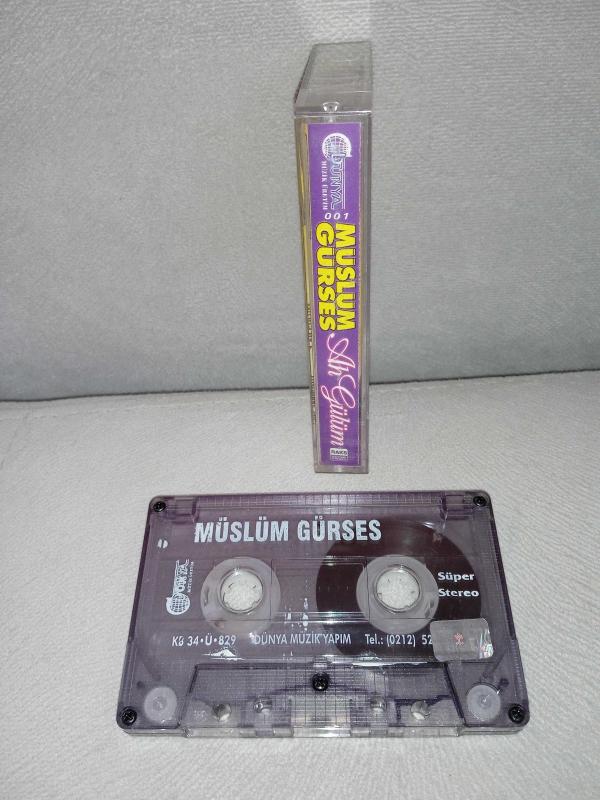 DÜNYA
MÜZİK ÜRETİM
001
MÜSLÜM
GÜRSES
Ah Gülüm
RAKS
MÜSLÜM GÜRSES
Süper
Stereo
KB 34·Ü·829 DÜNYA MÜZİK YAPIM Tel.: (0212) 52